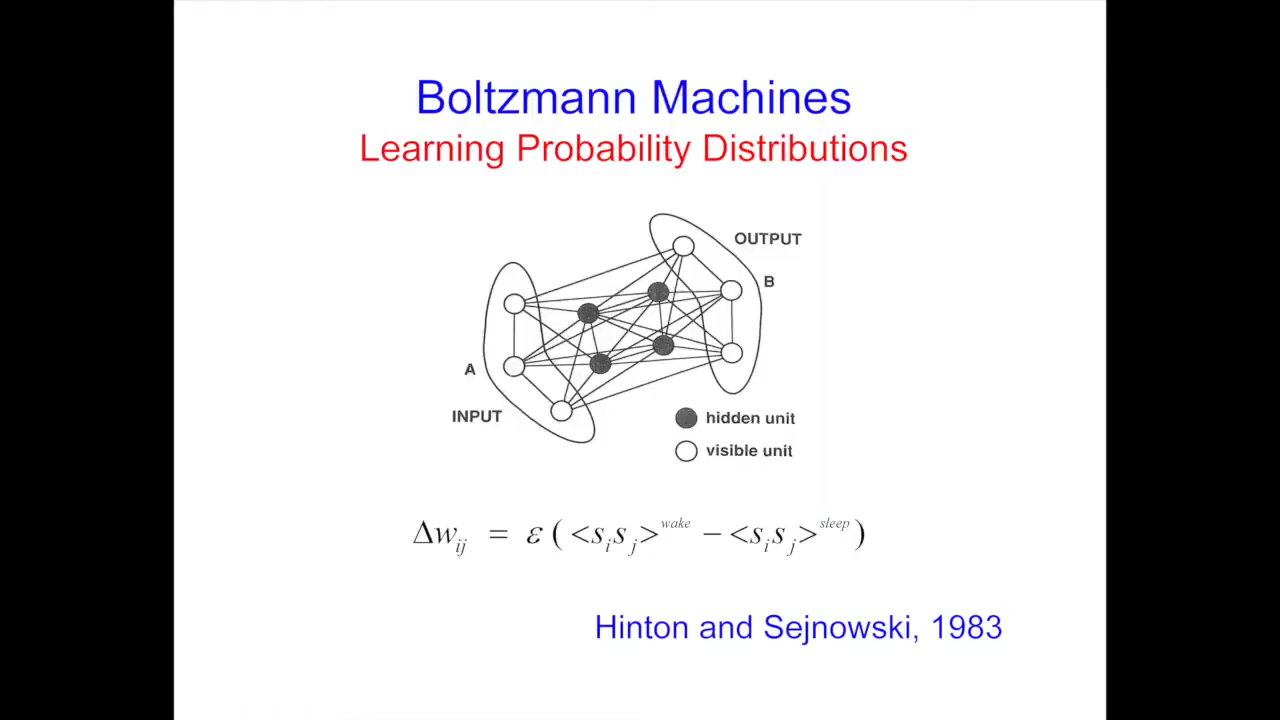 Boltzmann Machines
Learning Probability Distributions
OUTPUT
B
A
INPUT
hidden unit
visible unit
Δw_ij = ε ( <s_i s_j>^wake − <s_i s_j>^sleep )
Hinton and Sejnowski, 1983